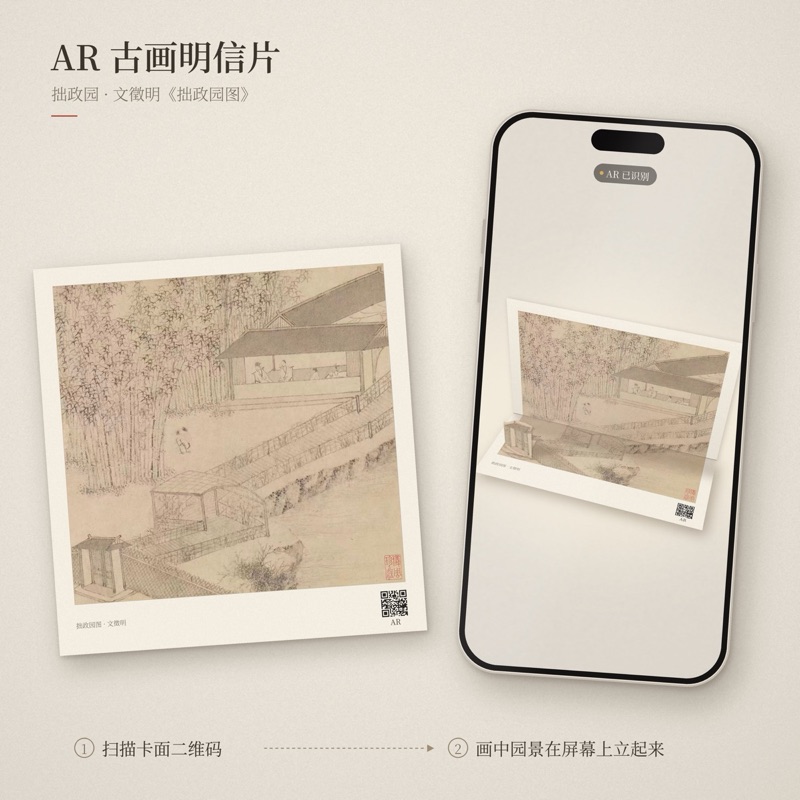 AR 古画明信片
拙政园 · 文徵明《拙政园图》
AR 已识别
拙政园图 · 文徵明
AR
AR
① 扫描卡面二维码
② 画中园景在屏幕上立起来